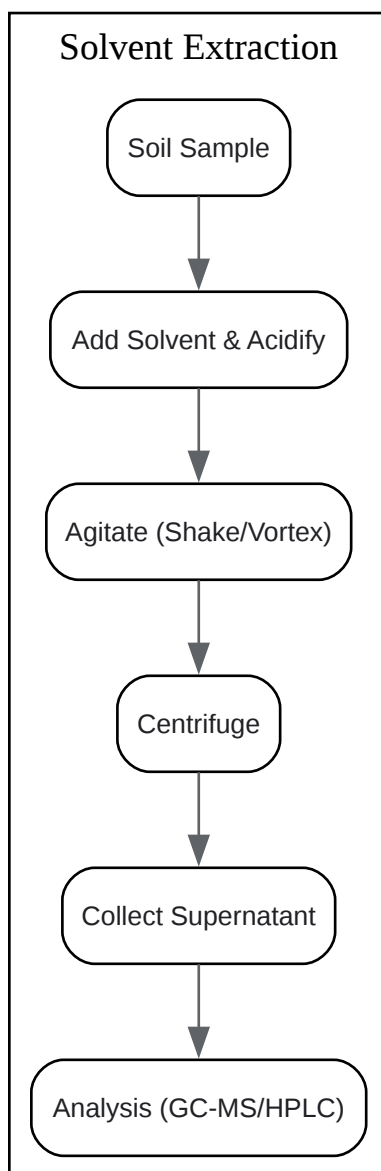 Solvent Extraction
Soil Sample
Add Solvent & Acidify
Agitate (Shake/Vortex)
Centrifuge
Collect Supernatant
Analysis (GC-MS/HPLC)